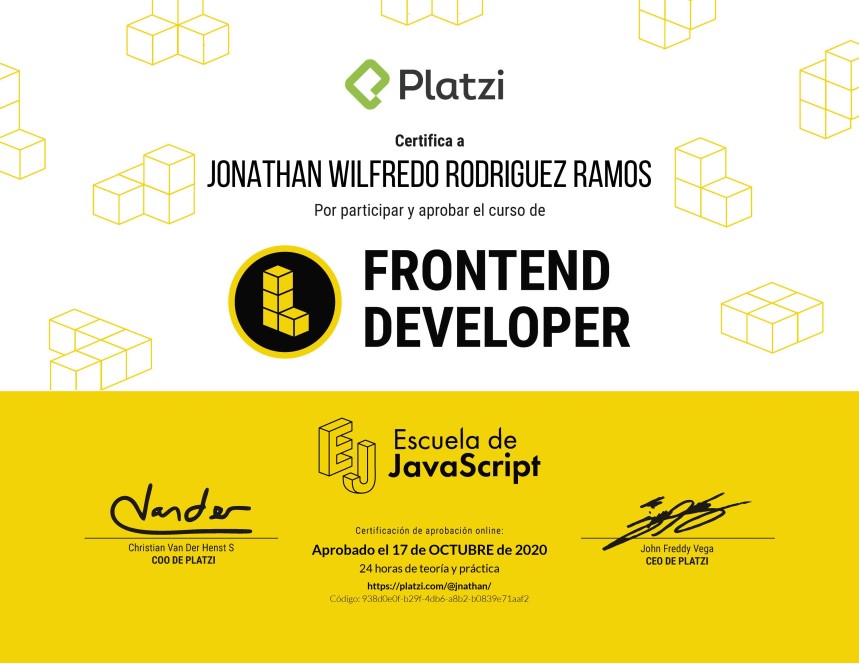 Platzi
Certifica a
JONATHAN WILFREDO RODRIGUEZ RAMOS
Por participar y aprobar el curso de
FRONTEND
DEVELOPER
EJ
Escuela de
JavaScript
Vander
Christian Van Der Henst S
COO DE PLATZI
Certificación de aprobación online:
Aprobado el 17 de OCTUBRE de 2020
24 horas de teoría y práctica
https://platzi.com/@jnathan/
Código: 938d0e0f-b29f-4db6-a8b2-b0839e71aaf2
John Freddy Vega
CEO DE PLATZI